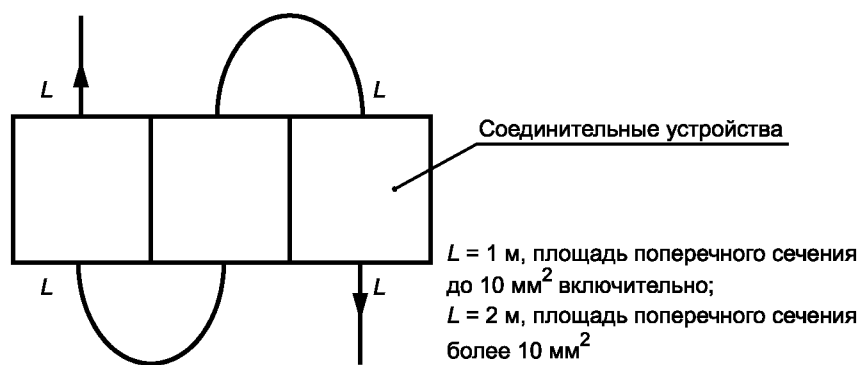 L
L
Соединительные устройства
L = 1 м, площадь поперечного сечения
до 10 мм² включительно;
L = 2 м, площадь поперечного сечения
более 10 мм²
L
L